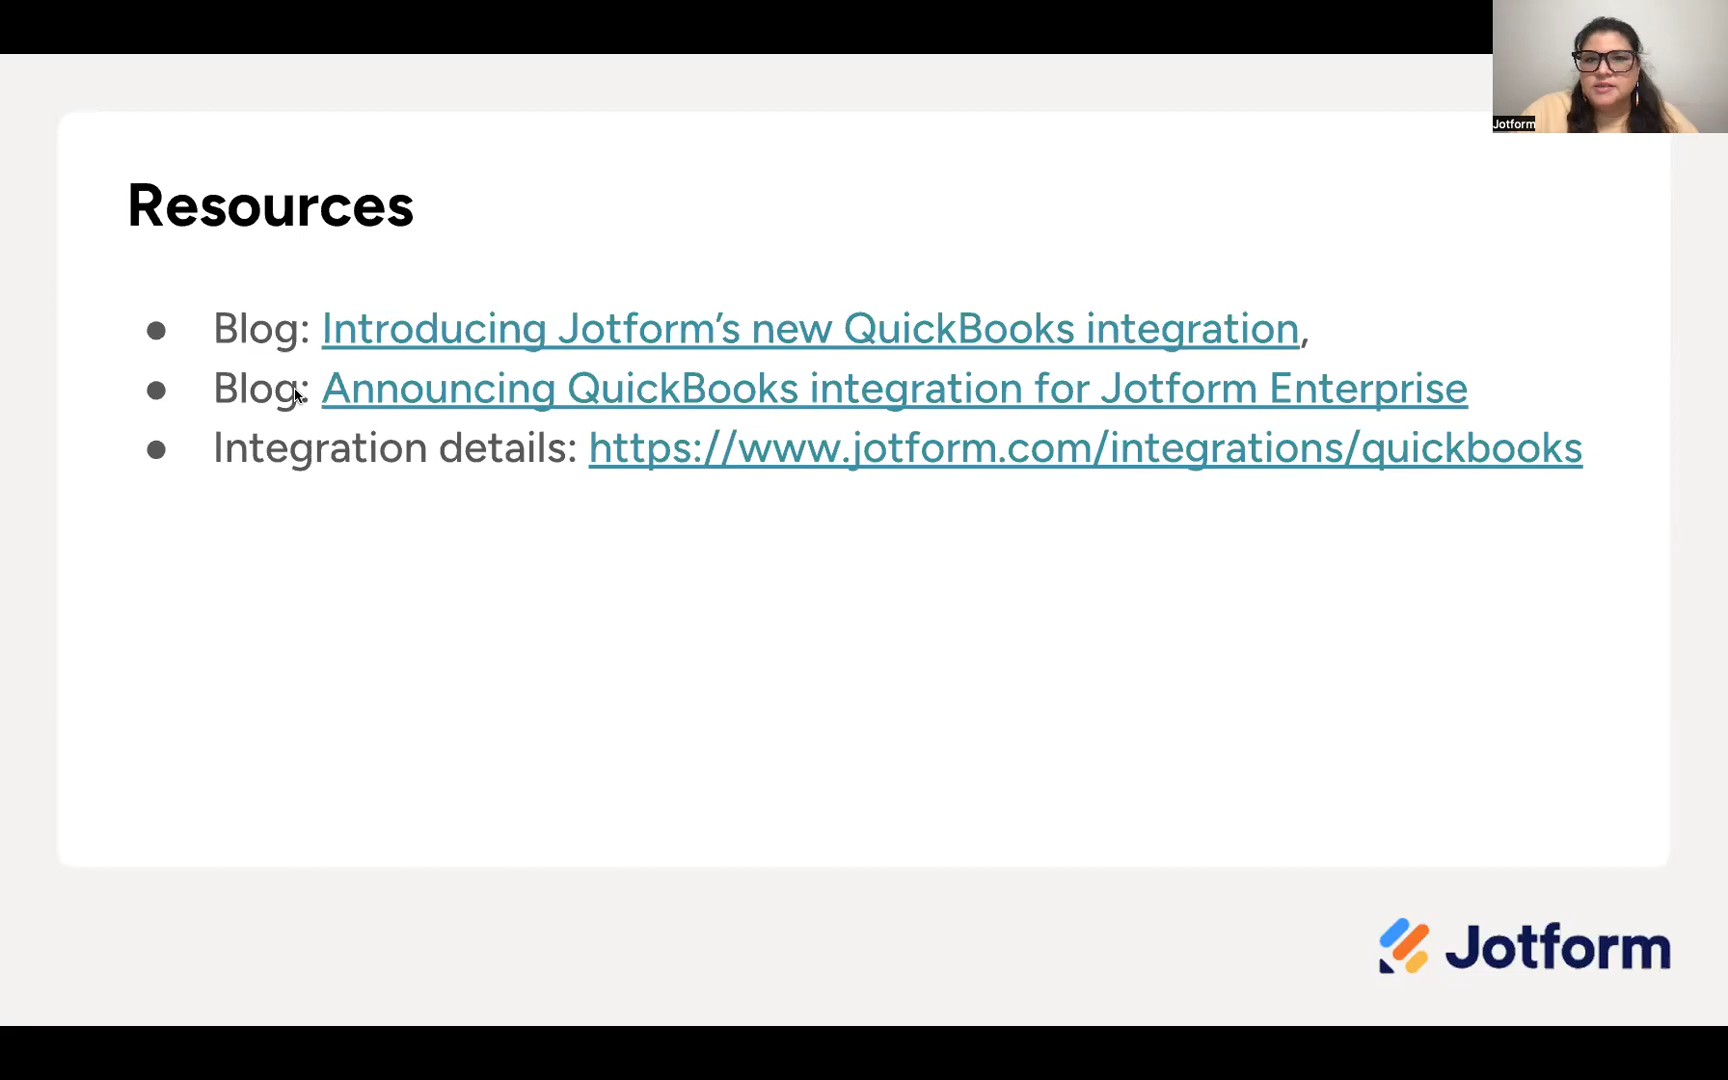 Jotform
Resources
● Blog: Introducing Jotform’s new QuickBooks integration,
● Blog: Announcing QuickBooks integration for Jotform Enterprise
● Integration details: https://www.jotform.com/integrations/quickbooks
Jotform